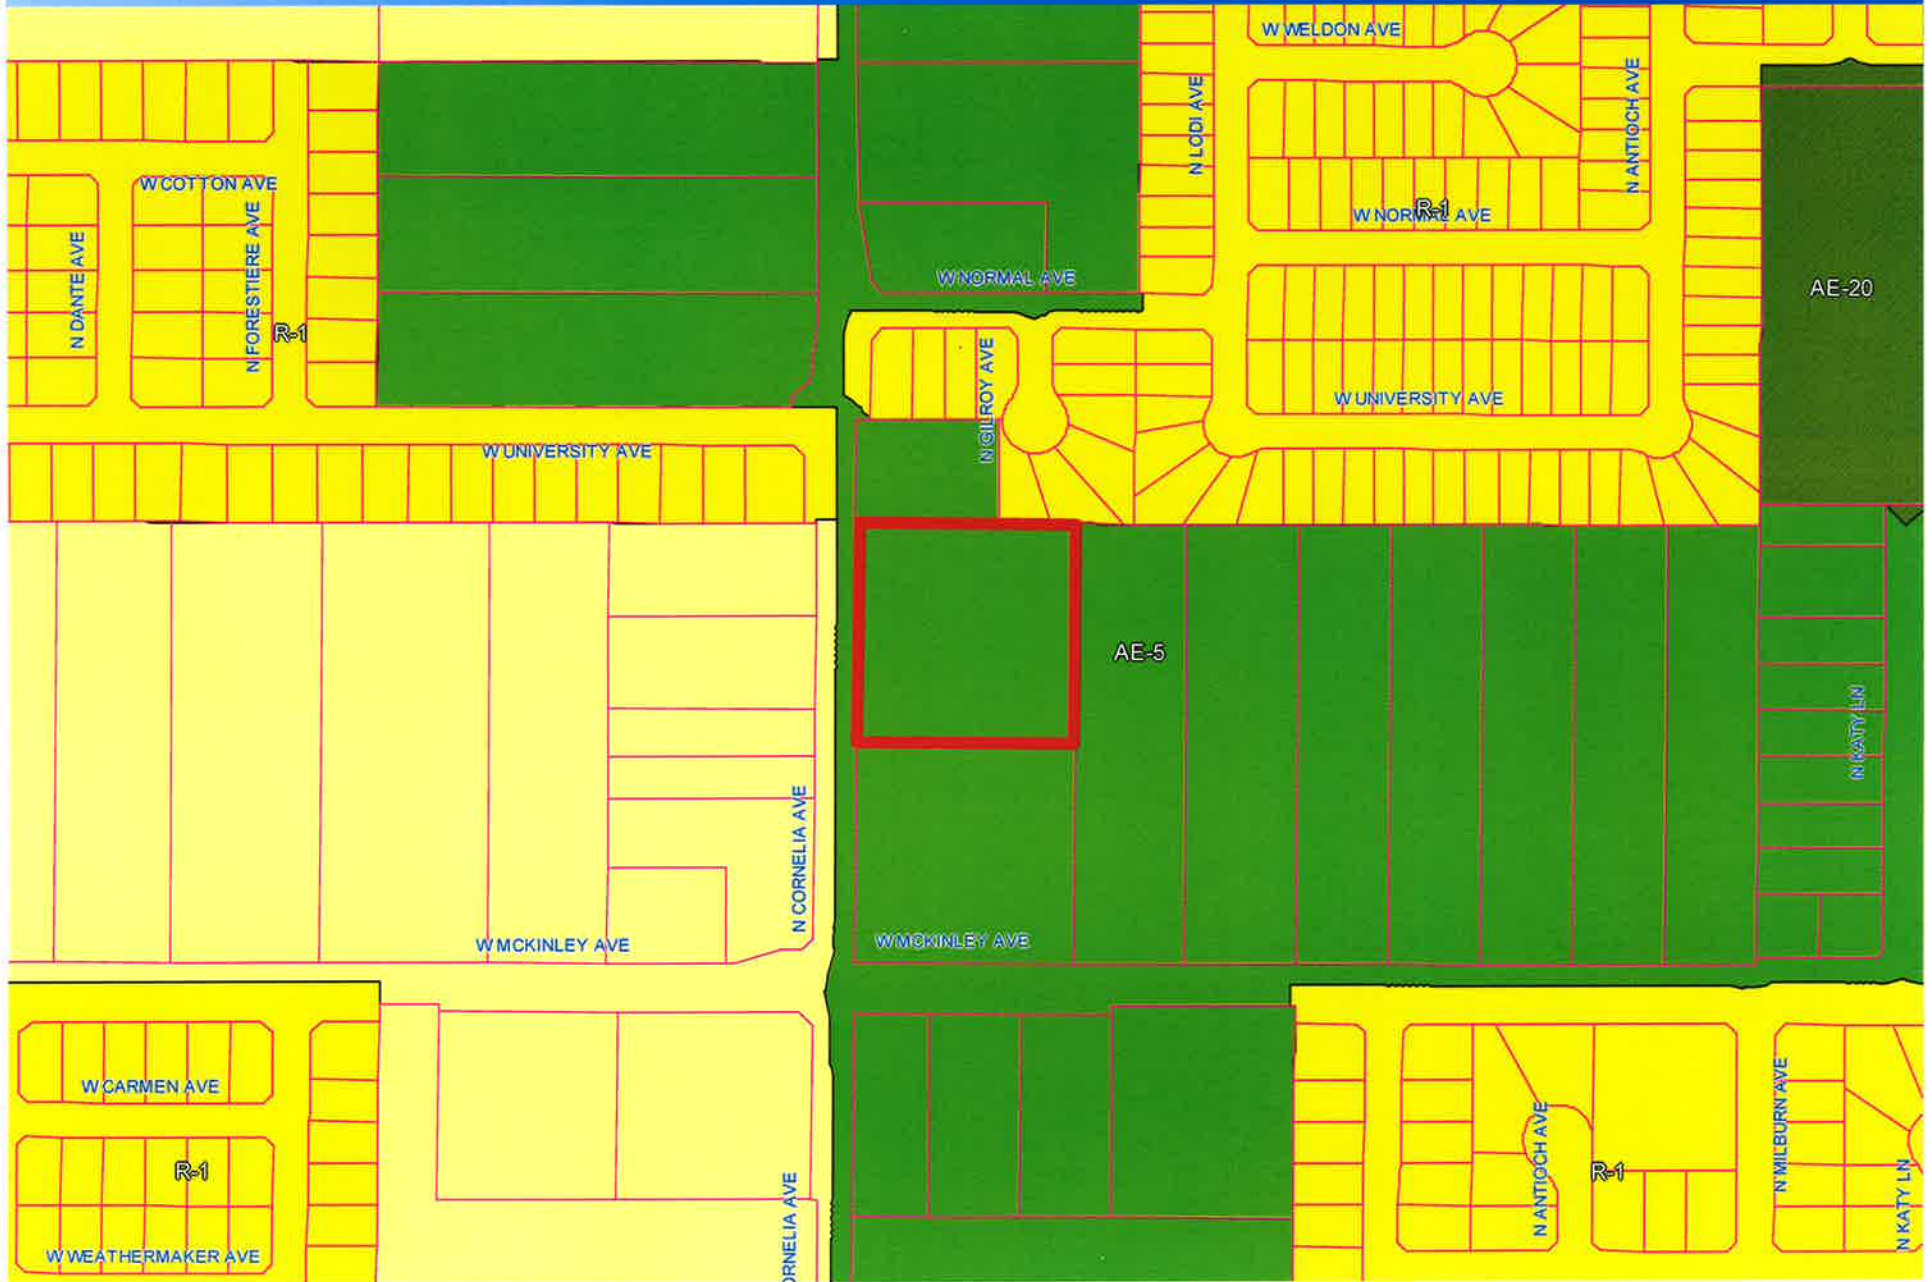 W WELDON AVE
N LODI AVE
N ANTIOCH AVE
W COTTON AVE
N FORESTIERE AVE
N DANTE AVE
R-1
W NORMAL AVE
R-1
W NORMAL AVE
AE-20
N GILROY AVE
W UNIVERSITY AVE
W UNIVERSITY AVE
AE-5
N KATY LN
N CORNELIA AVE
W MCKINLEY AVE
W MCKINLEY AVE
W CARMEN AVE
R-1
W WEATHERMAKER AVE
ORNELIA AVE
N ANTIOCH AVE
R-1
N MILBURN AVE
N KATY LN